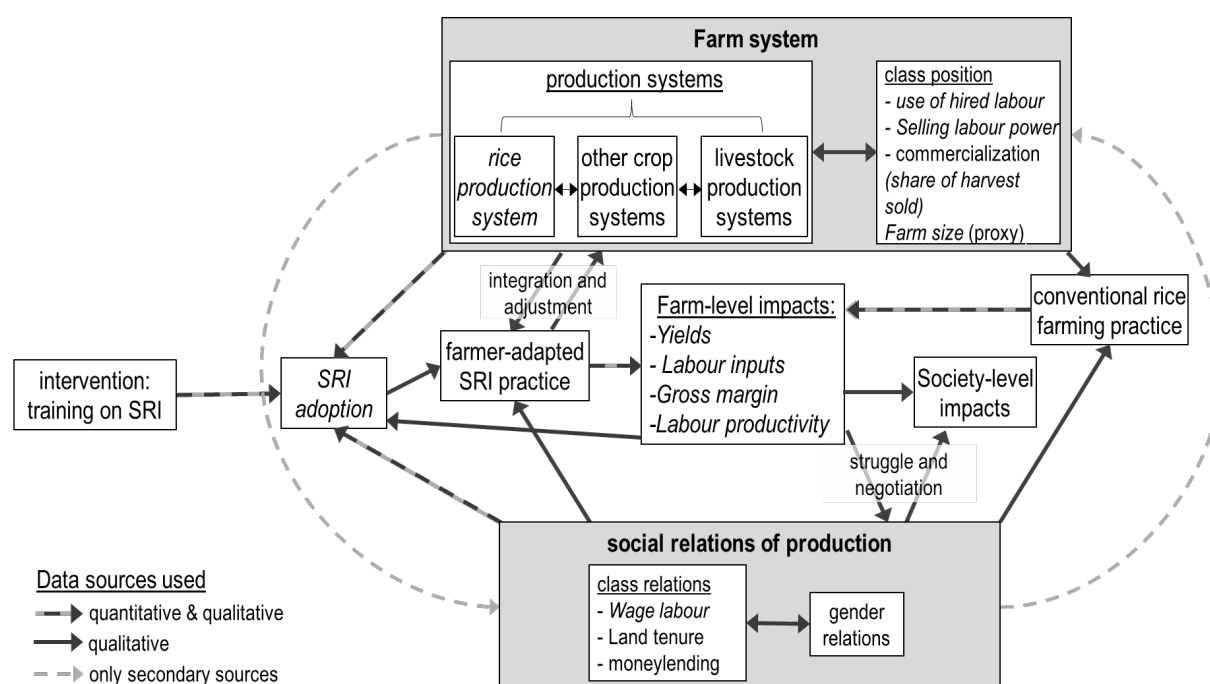 Farm system
production systems
rice
production
system
other crop
production
systems
livestock
production
systems
class position
- use of hired labour
- Selling labour power
- commercialization
(share of harvest
sold)
Farm size (proxy)
integration and
adjustment
conventional rice
farming practice
intervention:
training on SRI
SRI
adoption
farmer-adapted
SRI practice
Farm-level impacts:
-Yields
- Labour inputs
-Gross margin
-Labour productivity
Society-level
impacts
struggle and
negotiation
social relations of production
class relations
- Wage labour
- Land tenure
- moneylending
gender
relations
Data sources used
quantitative & qualitative
qualitative
only secondary sources